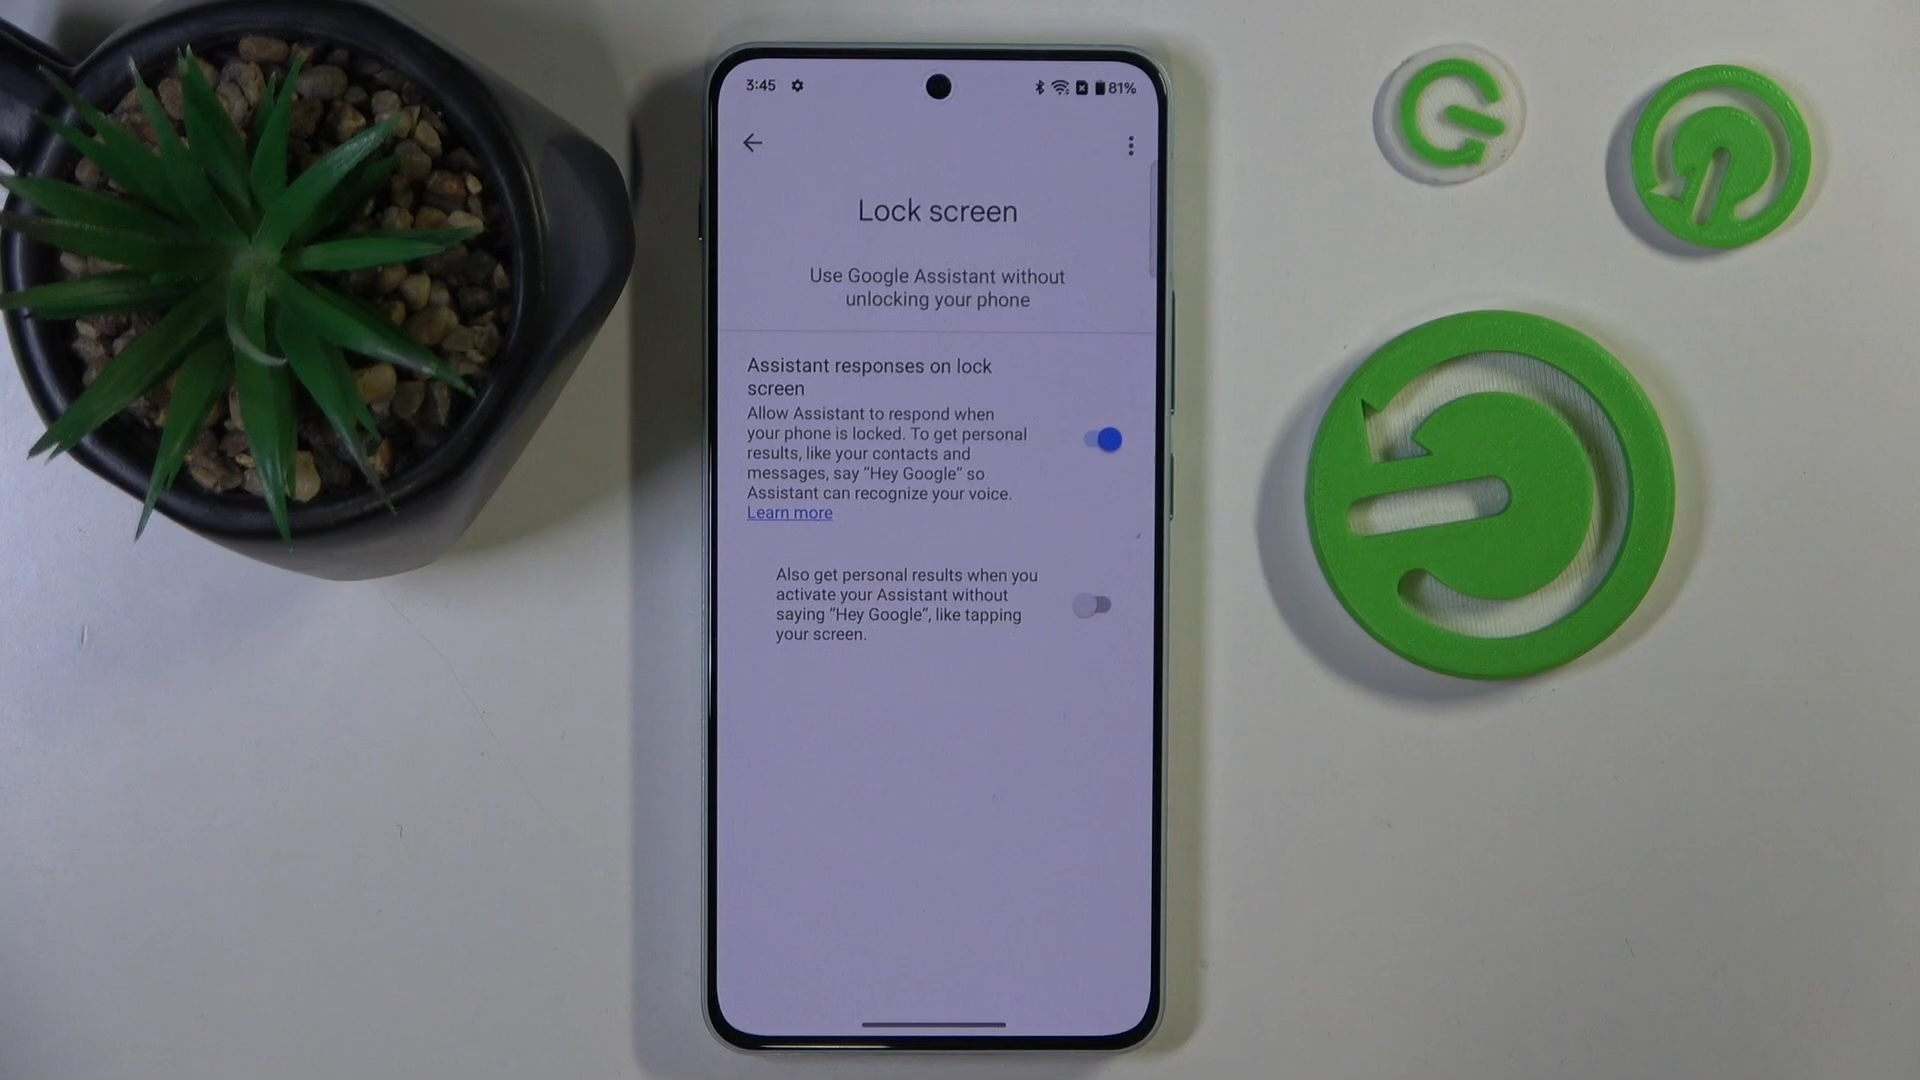 3:45
81%
Lock screen
Use Google Assistant without
unlocking your phone
Assistant responses on lock
screen
Allow Assistant to respond when
your phone is locked. To get personal
results, like your contacts and
messages, say “Hey Google” so
Assistant can recognize your voice.
Learn more
Also get personal results when you
activate your Assistant without
saying “Hey Google”, like tapping
your screen.